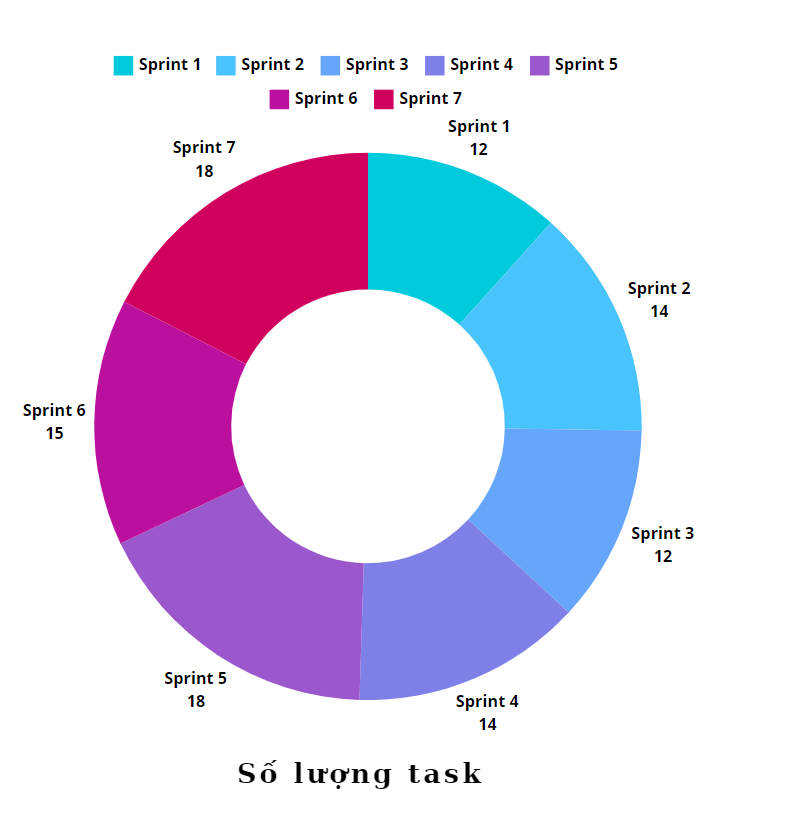 Sprint 1 Sprint 2 Sprint 3 Sprint 4 Sprint 5
Sprint 6 Sprint 7
Sprint 1
12
Sprint 2
14
Sprint 3
12
Sprint 4
14
Sprint 5
18
Sprint 6
15
Sprint 7
18
Số lượng task